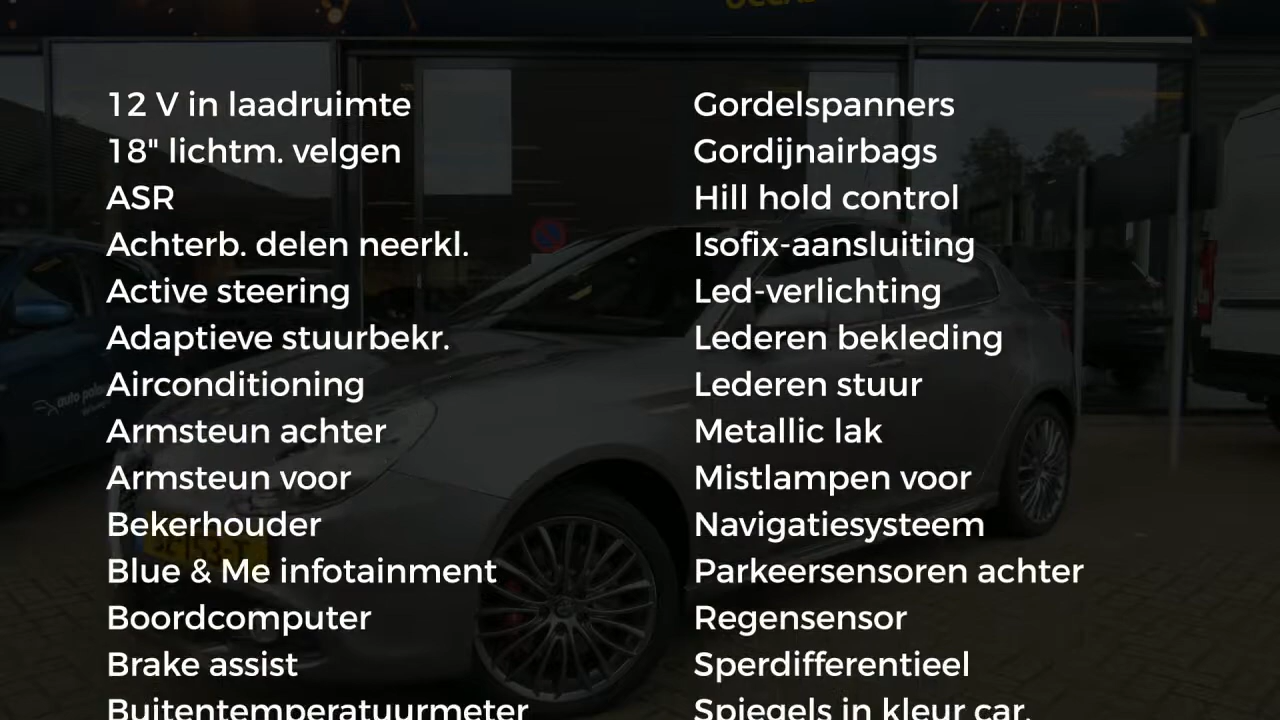 12 V in laadruimte
18" lichtm. velgen
ASR
Achterb. delen neerkl.
Active steering
Adaptieve stuurbekr.
Airconditioning
Armsteun achter
Armsteun voor
Bekerhouder
Blue & Me infotainment
Boordcomputer
Brake assist
Buitentemperatuurmeter
Gordelspanners
Gordijnairbags
Hill hold control
Isofix-aansluiting
Led-verlichting
Lederen bekleding
Lederen stuur
Metallic lak
Mistlampen voor
Navigatiesysteem
Parkeersensoren achter
Regensensor
Sperdifferentieel
Spiegels in kleur car.